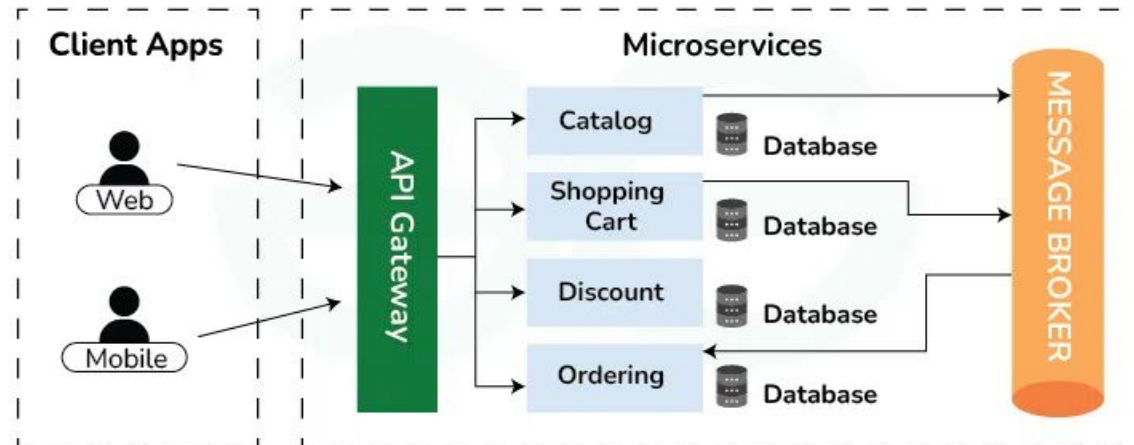 Client Apps
Microservices
Web
Mobile
API Gateway
Catalog
Database
Shopping
Cart
Database
Discount
Database
Ordering
Database
MESSAGE BROKER